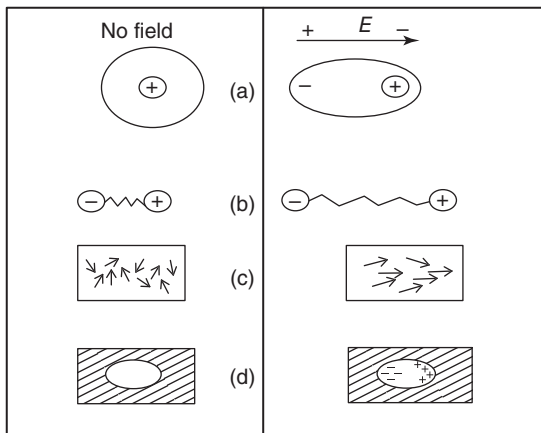 No field
+ E −
+
(a)
− +
− +
(b)
− +
(c)
(d)
− − − − − + + + + +